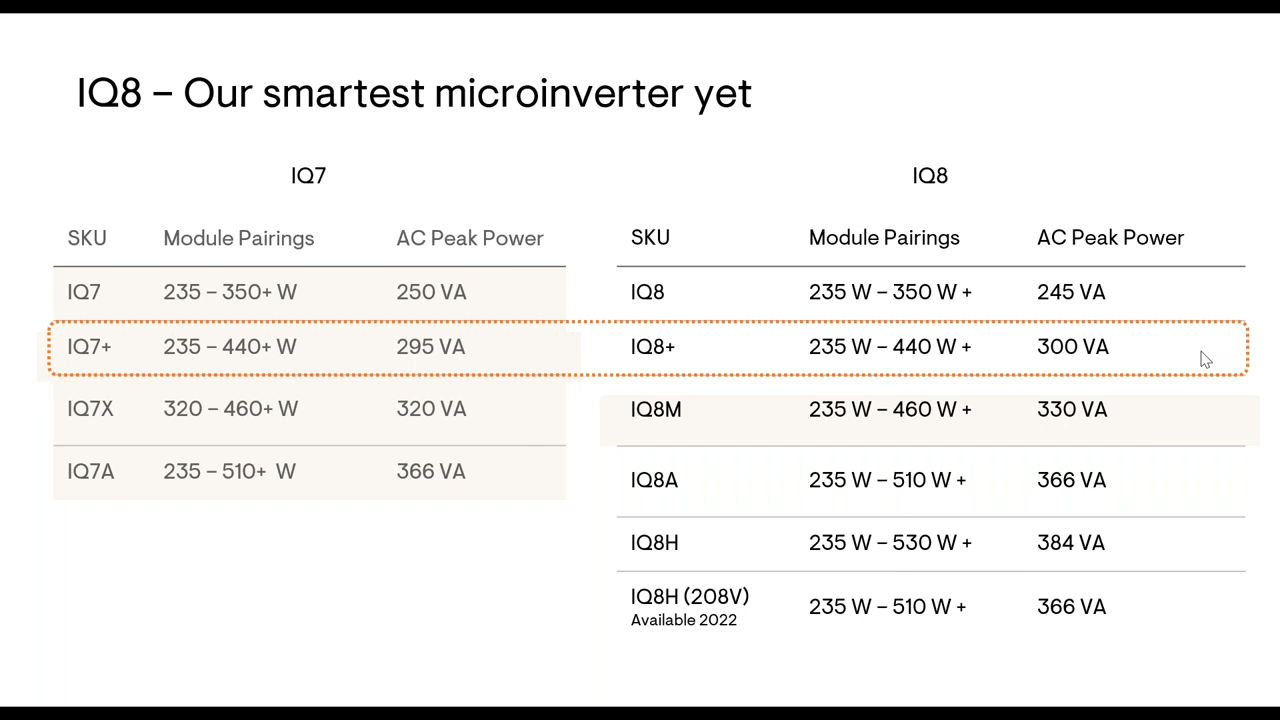 IQ8 – Our smartest microinverter yet
IQ7
SKU Module Pairings AC Peak Power
IQ7 235 – 350+ W 250 VA
IQ7+ 235 – 440+ W 295 VA
IQ7X 320 – 460+ W 320 VA
IQ7A 235 – 510+ W 366 VA
IQ8
SKU Module Pairings AC Peak Power
IQ8 235 W – 350 W + 245 VA
IQ8+ 235 W – 440 W + 300 VA
IQ8M 235 W – 460 W + 330 VA
IQ8A 235 W – 510 W + 366 VA
IQ8H 235 W – 530 W + 384 VA
IQ8H (208V) 235 W – 510 W + 366 VA
Available 2022